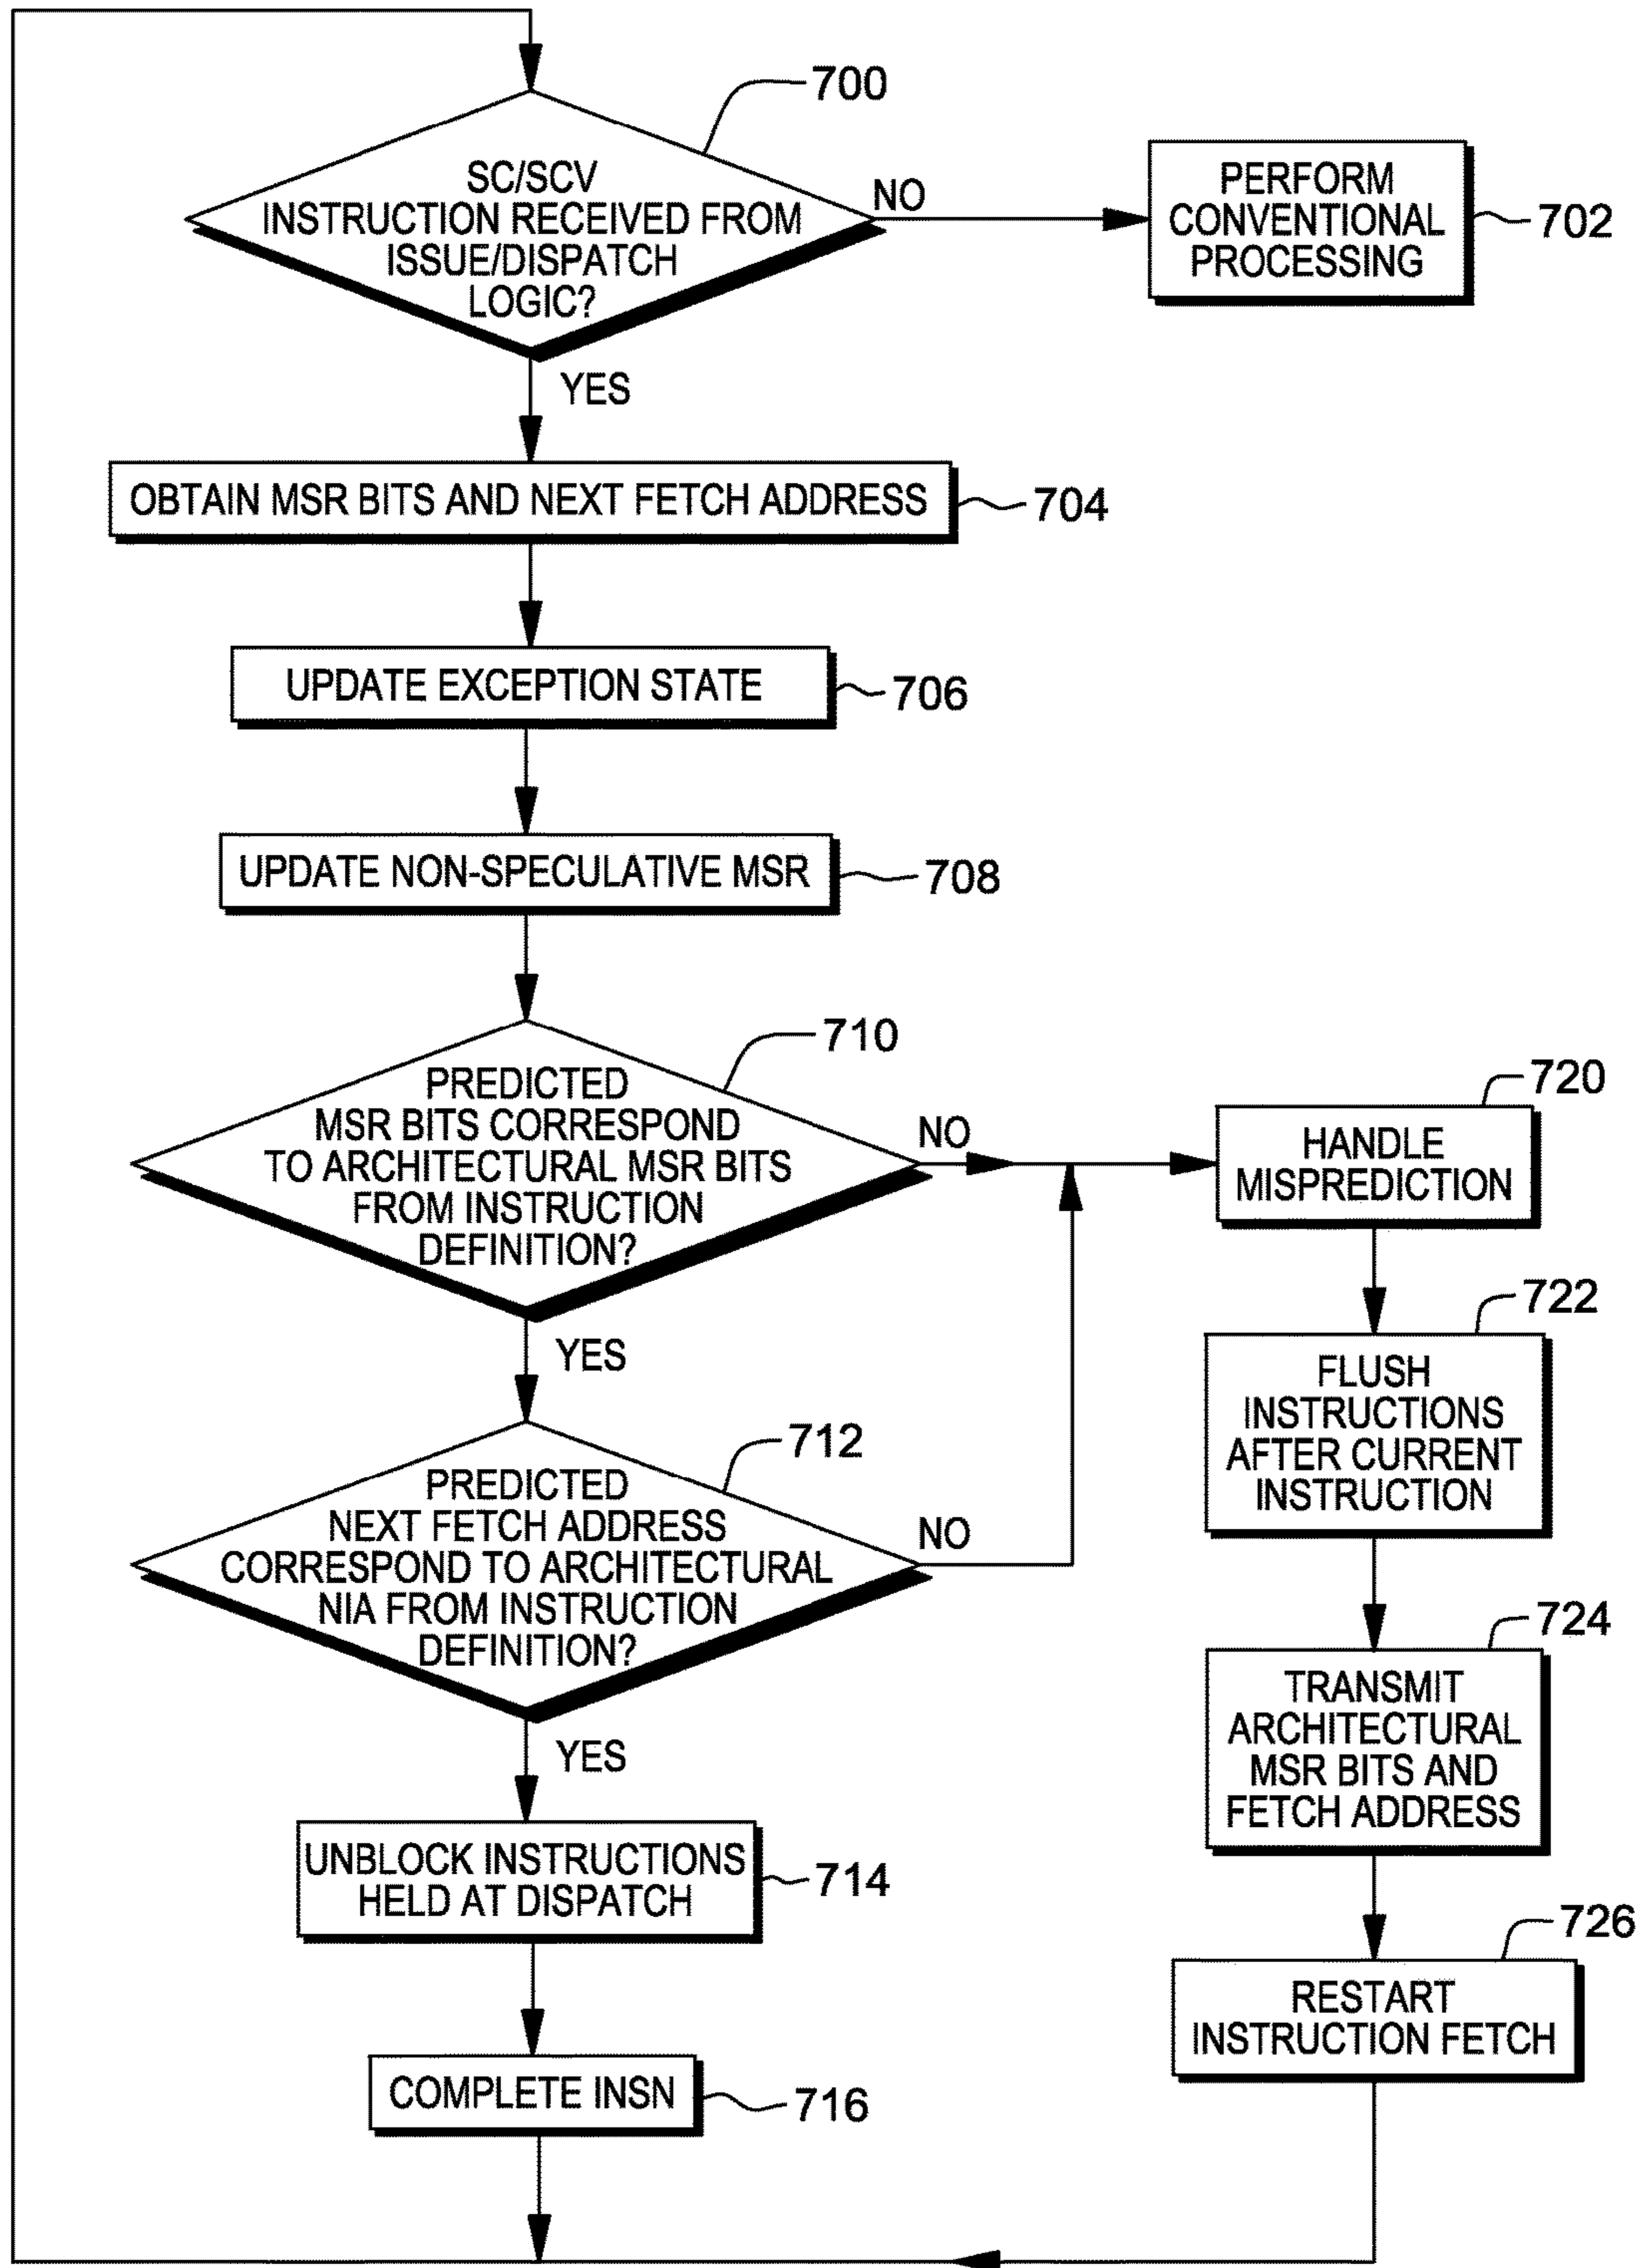 700
SC/SCV
INSTRUCTION RECEIVED FROM
ISSUE/DISPATCH
LOGIC?
NO
PERFORM
CONVENTIONAL
PROCESSING
702
YES
OBTAIN MSR BITS AND NEXT FETCH ADDRESS
704
UPDATE EXCEPTION STATE
706
UPDATE NON-SPECULATIVE MSR
708
710
PREDICTED
MSR BITS CORRESPOND
TO ARCHITECTURAL MSR BITS
FROM INSTRUCTION
DEFINITION?
NO
720
HANDLE
MISPREDICTION
YES
722
FLUSH
INSTRUCTIONS
AFTER CURRENT
INSTRUCTION
712
PREDICTED
NEXT FETCH ADDRESS
CORRESPOND TO ARCHITECTURAL
NIA FROM INSTRUCTION
DEFINITION?
NO
724
TRANSMIT
ARCHITECTURAL
MSR BITS AND
FETCH ADDRESS
YES
UNBLOCK INSTRUCTIONS
HELD AT DISPATCH
714
726
RESTART
INSTRUCTION FETCH
COMPLETE INSN
716